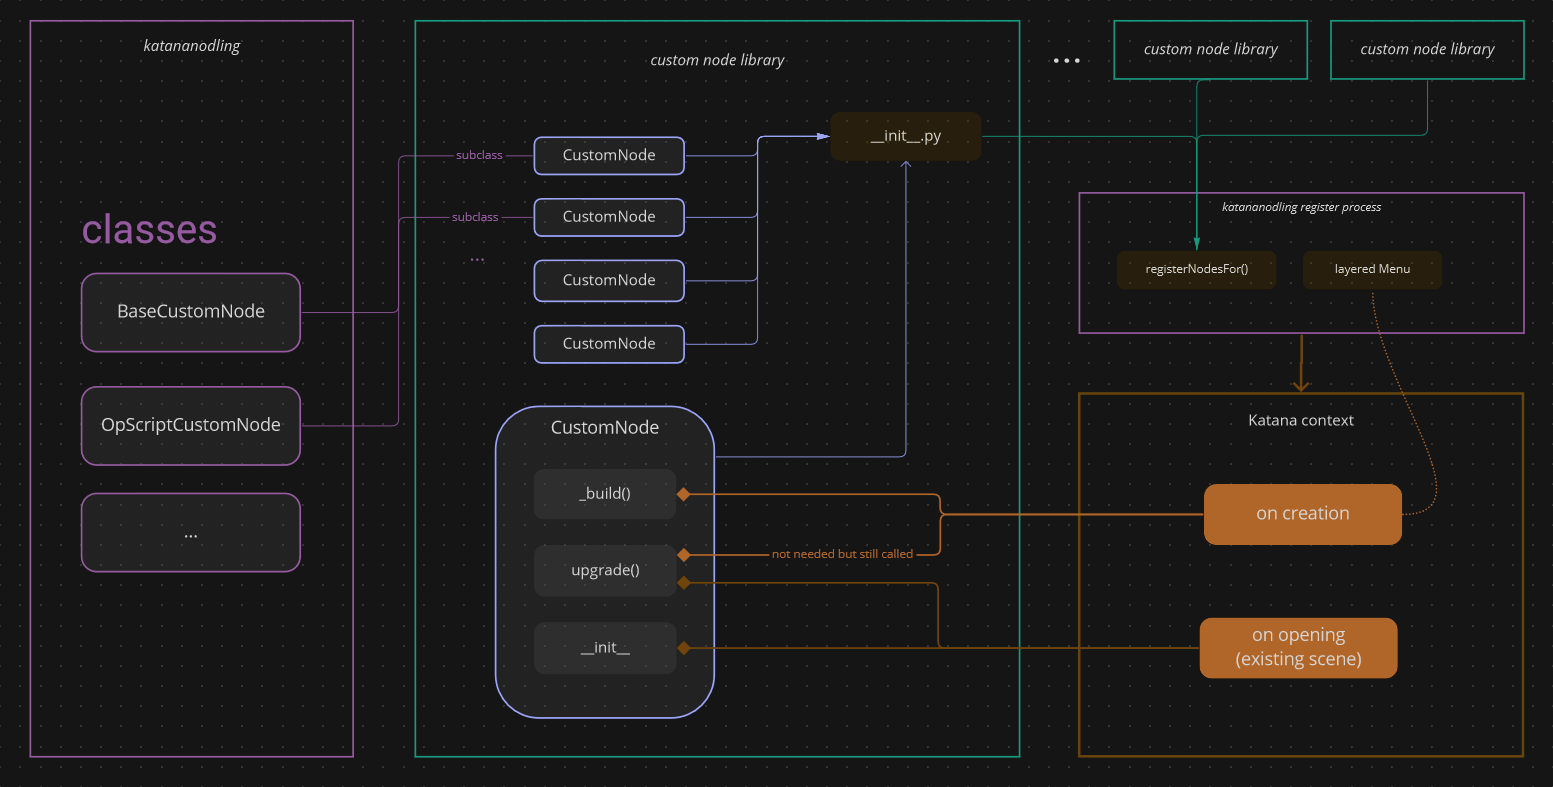 katananodling
classes
BaseCustomNode
OpScriptCustomNode
...
custom node library
subclass
subclass
...
CustomNode
CustomNode
CustomNode
CustomNode
__init__.py
CustomNode
_build()
upgrade()
__init__
not needed but still called
...
custom node library
custom node library
katananodling register process
registerNodesFor()
layered Menu
Katana context
on creation
on opening
(existing scene)